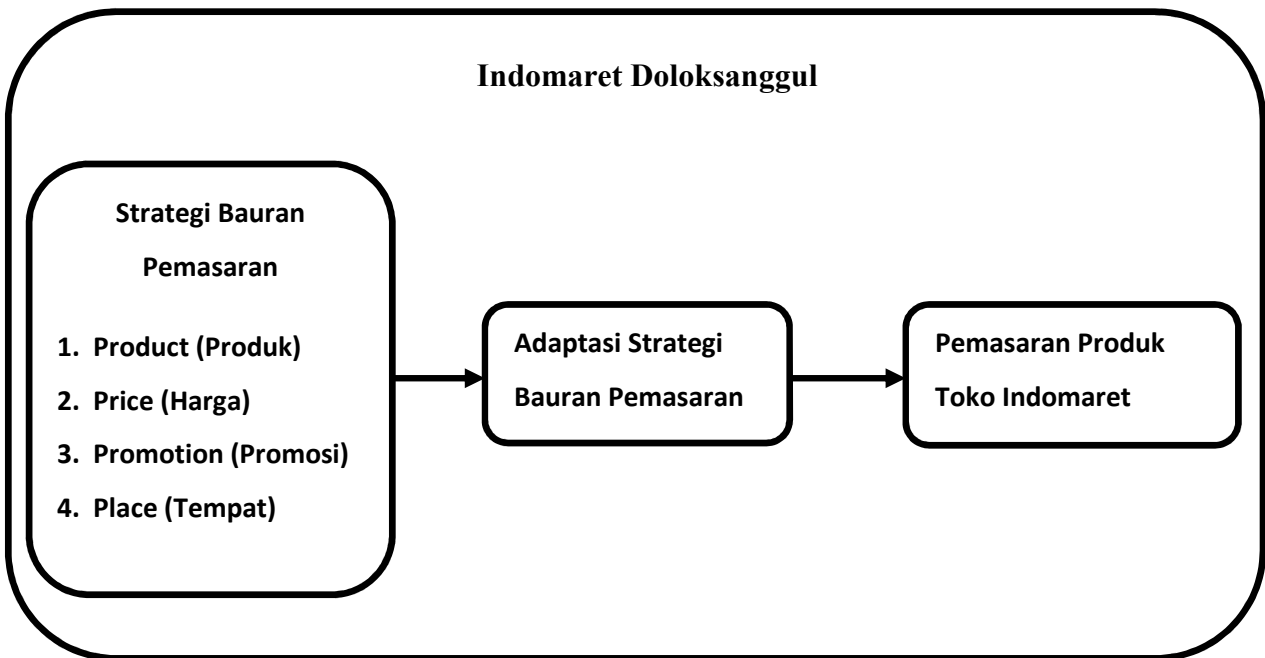 Indomaret Doloksanggul
Strategi Bauran
Pemasaran
1. Product (Produk)
2. Price (Harga)
3. Promotion (Promosi)
4. Place (Tempat)
Adaptasi Strategi
Bauran Pemasaran
Pemasaran Produk
Toko Indomaret